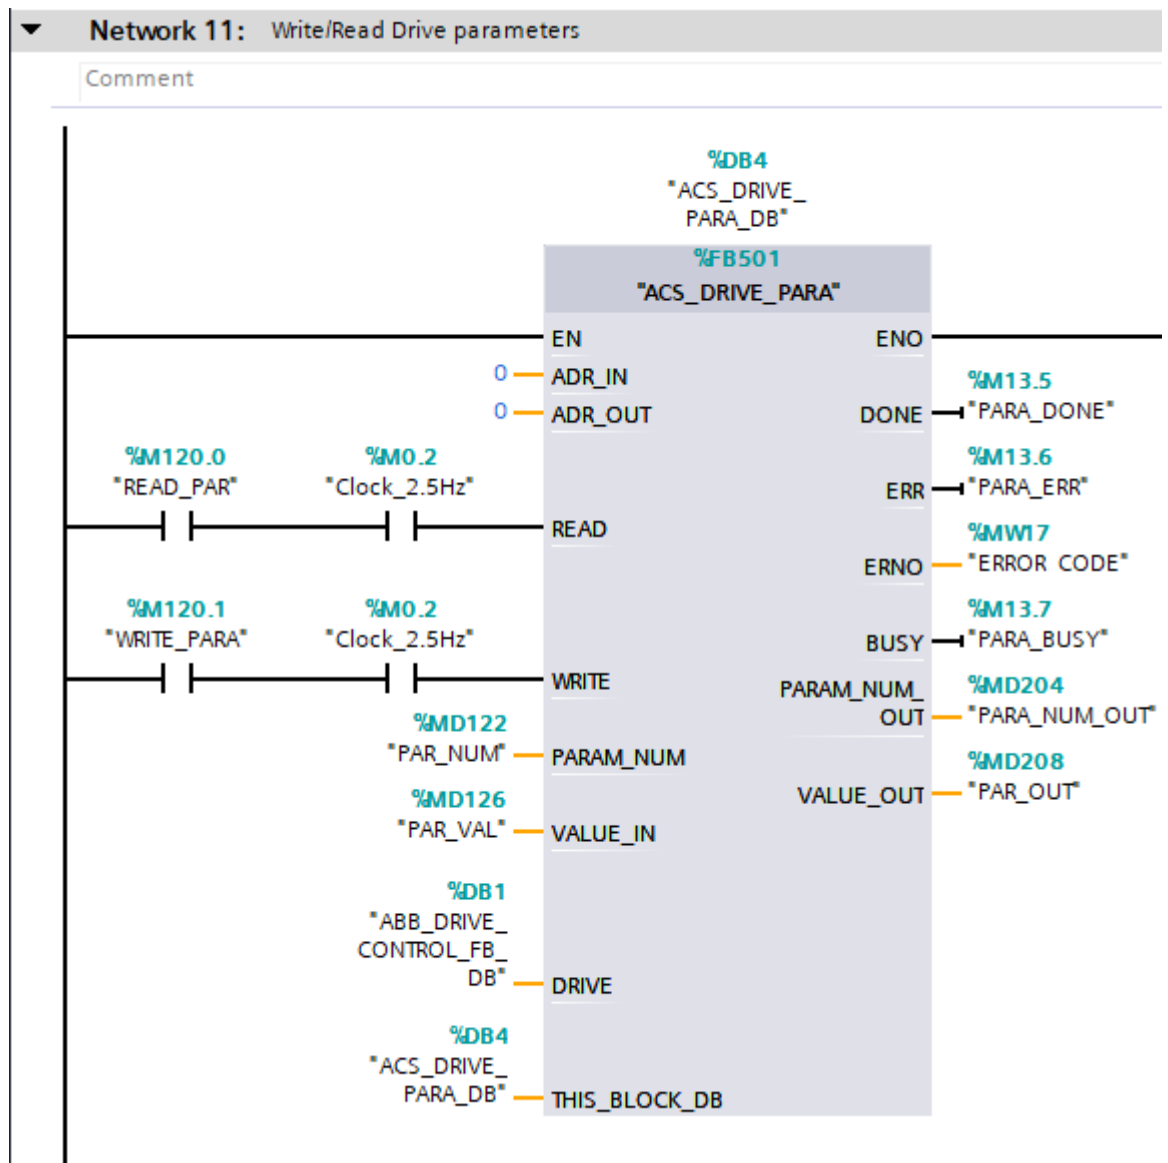 Network 11: Write/Read Drive parameters
Comment
%DB4
"ACS_DRIVE_
PARA_DB"
%FB501
"ACS_DRIVE_PARA"
EN
ENO
0
ADR_IN
0
ADR_OUT
%M13.5
DONE
"PARA_DONE"
%M120.0
"READ_PAR"
%M0.2
"Clock_2.5Hz"
READ
%M13.6
ERR
"PARA_ERR"
%MW17
ERNO
"ERROR CODE"
%M120.1
"WRITE_PARA"
%M0.2
"Clock_2.5Hz"
WRITE
%M13.7
BUSY
"PARA_BUSY"
%MD204
PARAM_NUM_
OUT
"PARA_NUM_OUT"
%MD122
"PAR_NUM"
PARAM_NUM
%MD208
VALUE_OUT
"PAR_OUT"
%MD126
"PAR_VAL"
VALUE_IN
%DB1
"ABB_DRIVE_
CONTROL_FB_
DB"
DRIVE
%DB4
"ACS_DRIVE_
PARA_DB"
THIS_BLOCK_DB